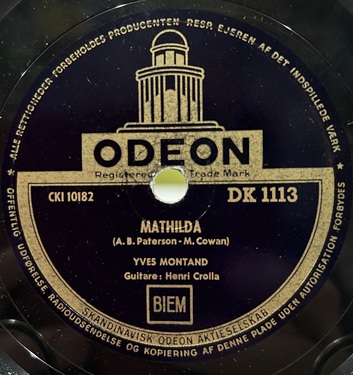 ALLE RETTIGHEDER FORBEHOLDES PRODUCENTEN RESP. EJEREN AF DET INDSPILLEDE VÆRK
ODEON
Registered Trade Mark
CKI 10182
DK 1113
MATHILDA
(A. B. Paterson - M. Cowan)
YVES MONTAND
Guitare: Henri Crolla
BIEM
SKANDINAVISK ODEON AKTIESELSKAB
OFFENTLIG UDFØRELSE, RADIOUDSENDELSE OG KOPIERING AF DENNE PLADE UDEN AUTORISATION FORBYDES